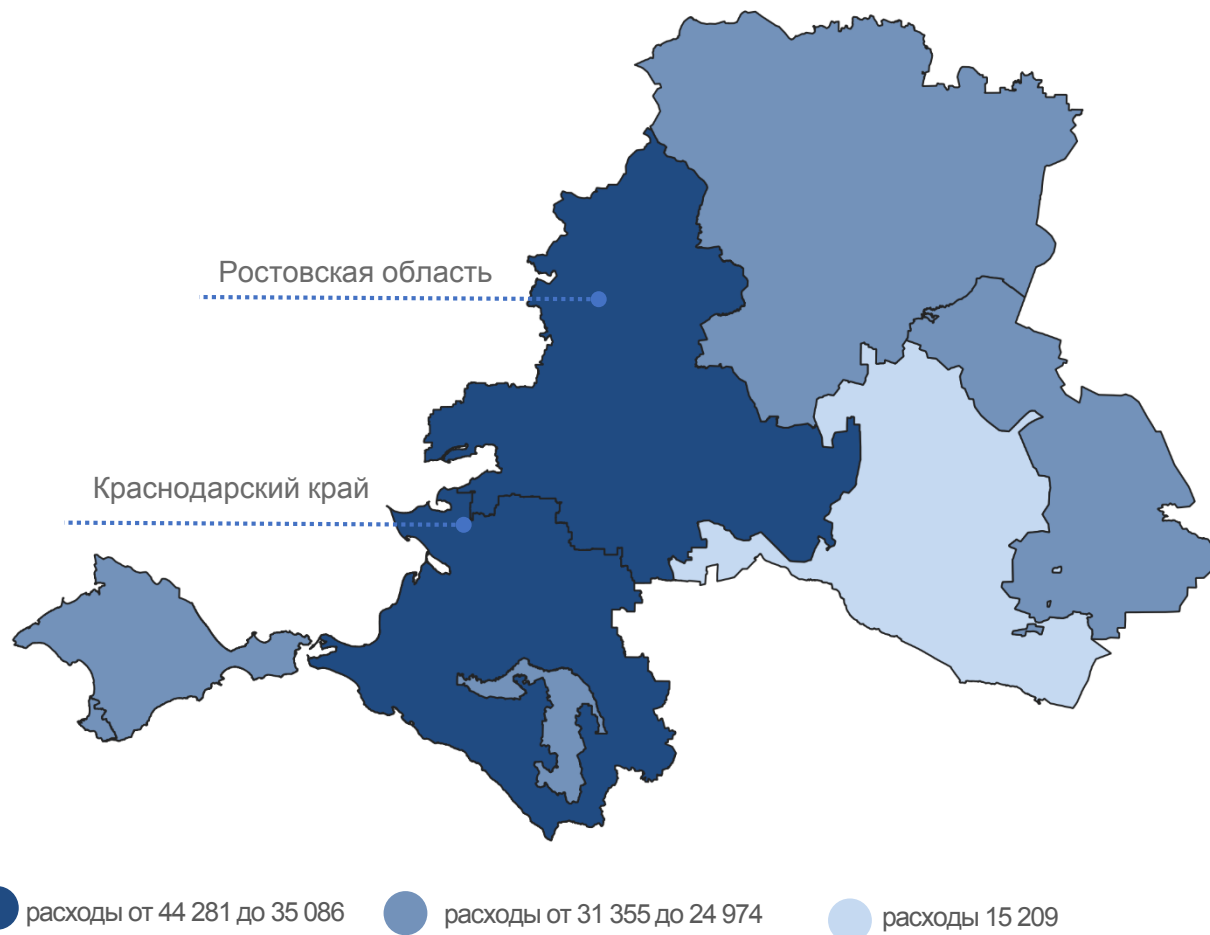 Ростовская область
Краснодарский край
расходы от 44 281 до 35 086
расходы от 31 355 до 24 974
расходы 15 209